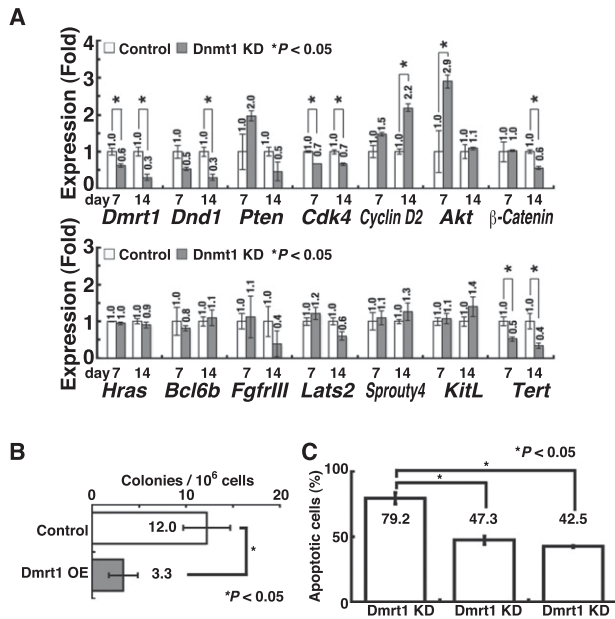 A
Expression (Fold)
4
3
2
1
0
Control Dnmt1 KD *P < 0.05
* * * * * * * *
1.0 0.6 1.0 0.3 1.0 0.5 1.0 0.3 1.0 2.0 1.0 0.5 1.0 0.7 1.0 0.7 1.0 1.5 1.0 2.2 1.0 2.9 1.0 1.1 1.0 1.0 1.0 0.6
day 7 14 7 14 7 14 7 14 7 14 7 14 7 14
Dmrt1 Dnd1 Pten Cdk4 Cyclin D2 Akt β-Catenin
Expression (Fold)
3
2
1
0
Control Dnmt1 KD *P < 0.05
* *
1.0 1.0 1.0 0.9 1.0 0.8 1.0 1.1 1.0 1.1 1.0 0.4 1.0 1.2 1.0 0.6 1.0 1.1 1.0 1.3 1.0 1.1 1.0 1.4 1.0 0.5 1.0 0.4
day 7 14 7 14 7 14 7 14 7 14 7 14 7 14
Hras Bcl6b FgfrIII Lats2 Sprouty4 KitL Tert
B
Colonies / 10⁶ cells
0 10 20
Control 12.0
*
Dmrt1 OE 3.3
*P < 0.05
C
*P < 0.05
Apoptotic cells (%)
100
50
0
*
*
79.2 47.3 42.5
Dmrt1 KD Dmrt1 KD Dmrt1 KD